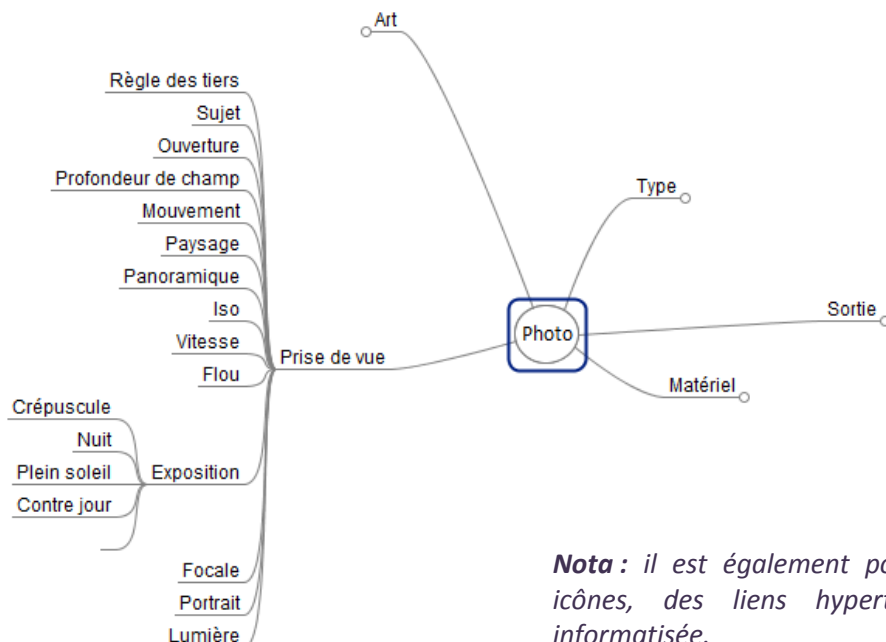 Art
Règle des tiers
Sujet
Ouverture
Profondeur de champ
Mouvement
Paysage
Panoramique
Iso
Vitesse
Flou
Prise de vue
Crépuscule
Nuit
Plein soleil
Contre jour
Exposition
Focale
Portrait
Lumière
Photo
Type
Sortie
Matériel
Nota : il est également
icônes, des liens
informatisée.